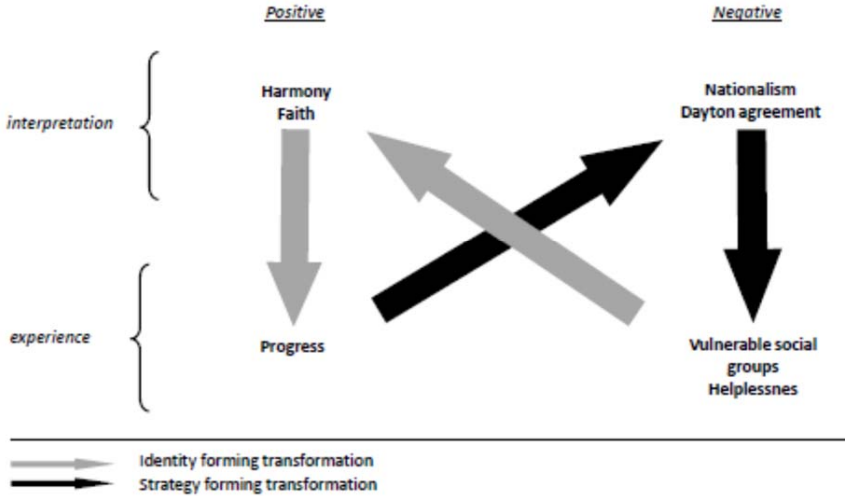 Positive
Neqative
Harmony
Faith
Nationalism
Dayton agreement
interpretation
experience
Progress
Vulnerable social
groups
Helplessnes
Identity forming transformation
Strategy forming transformation